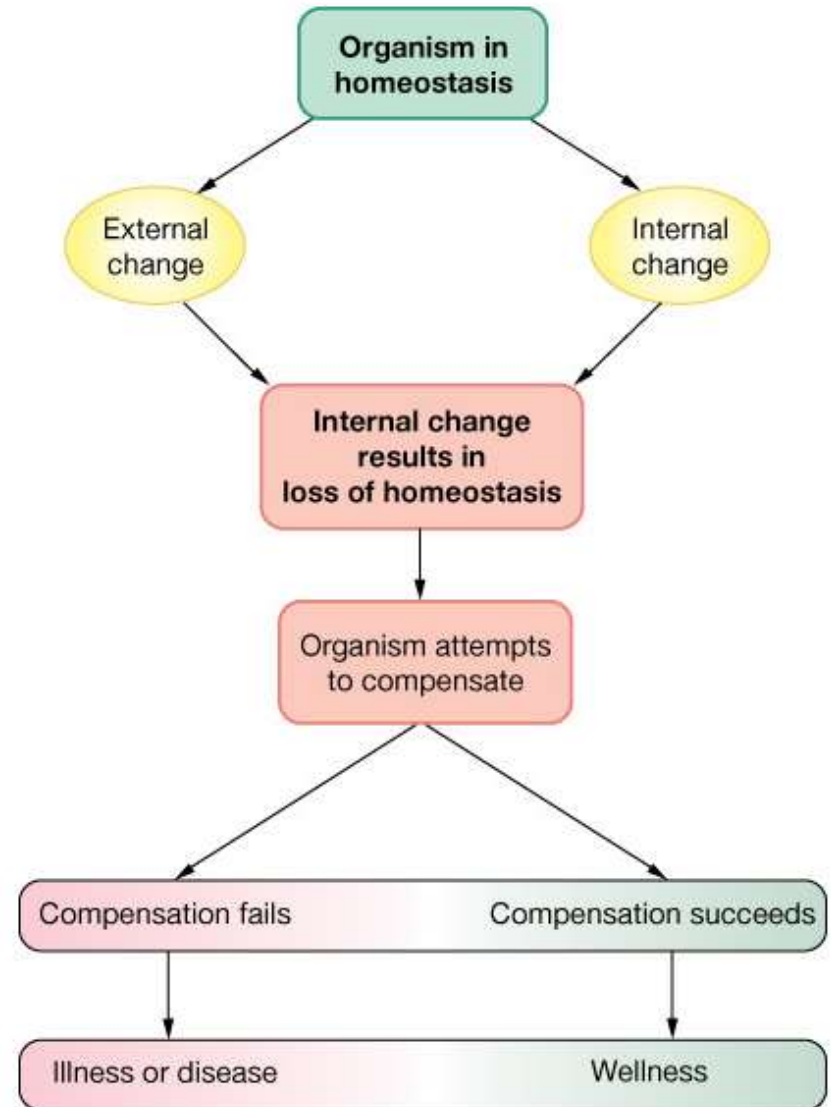 Organism in
homeostasis
External
change
Internal
change
Internal change
results in
loss of homeostasis
Organism attempts
to compensate
Compensation fails
Compensation succeeds
Illness or disease
Wellness